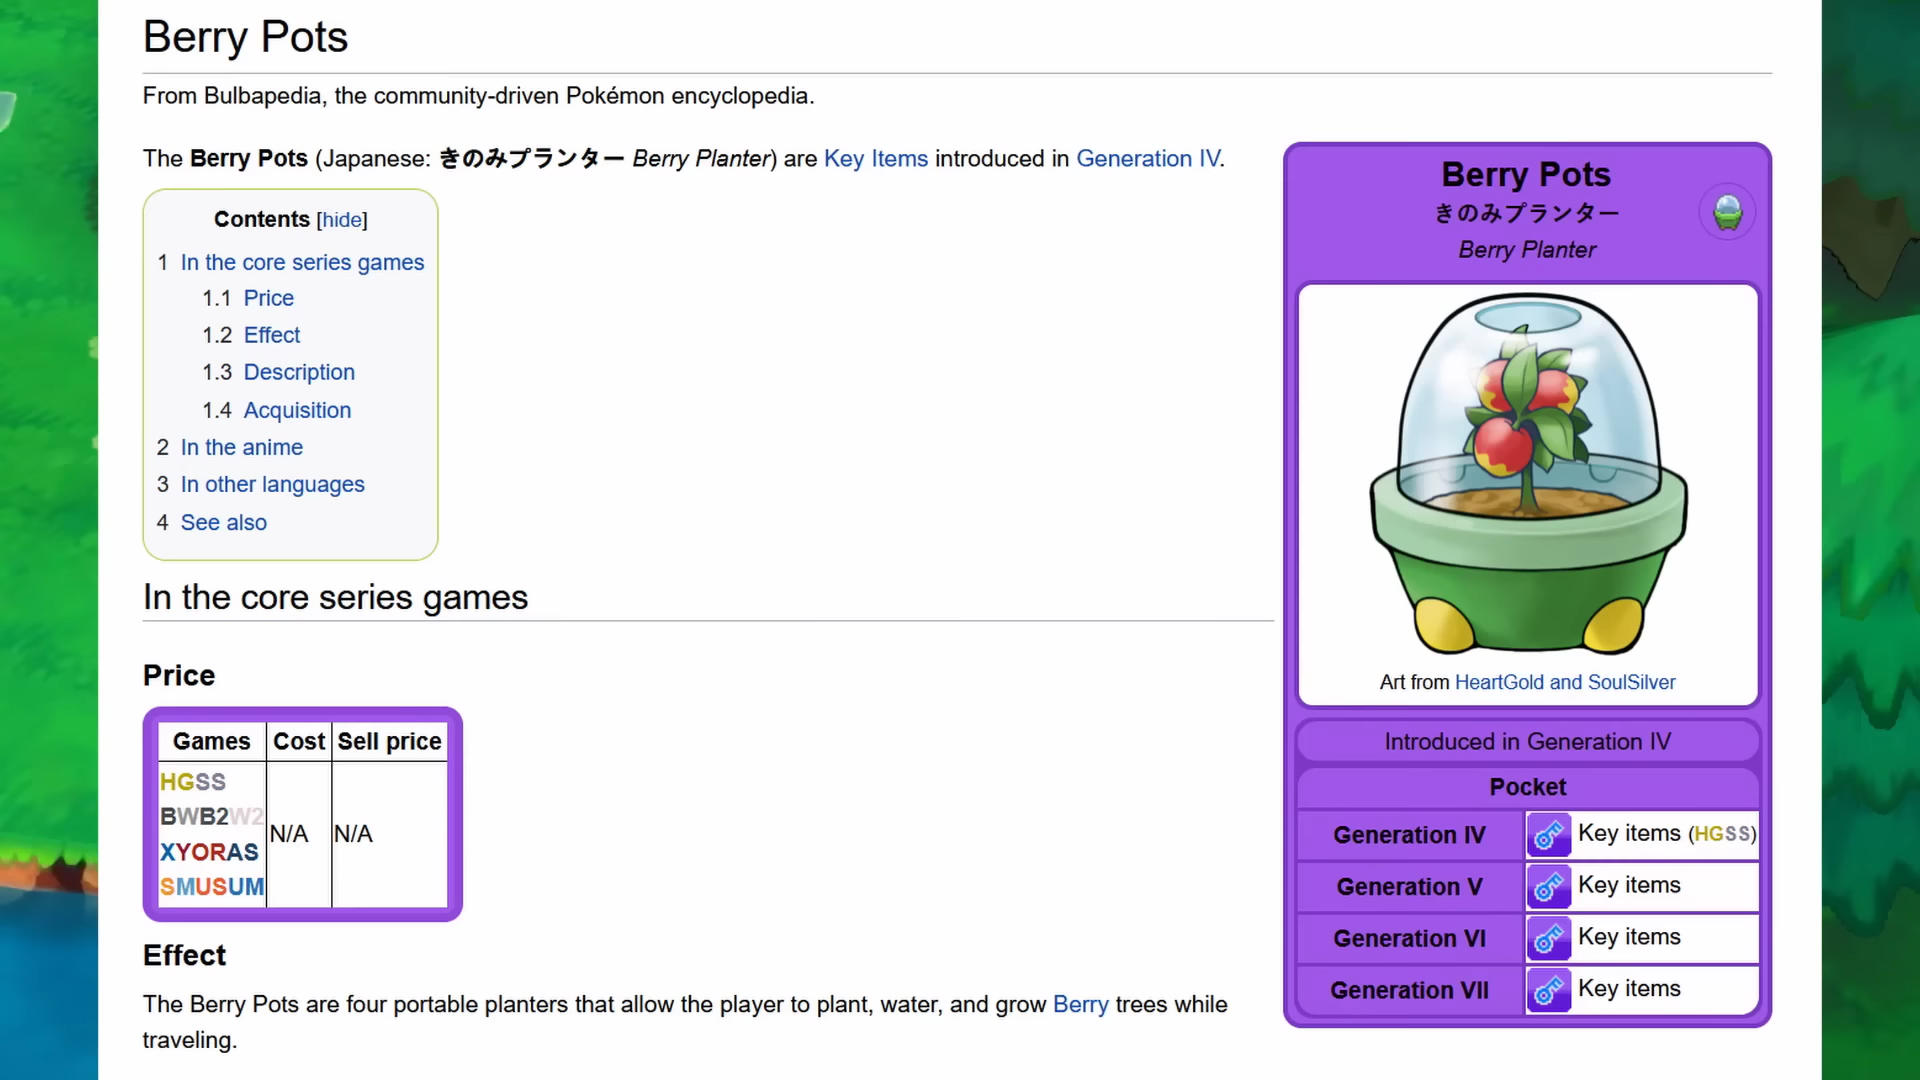 Berry Pots
From Bulbapedia, the community-driven Pokémon encyclopedia.
The Berry Pots (Japanese: きのみプランター Berry Planter) are Key Items introduced in Generation IV.
Contents [hide]
1 In the core series games
1.1 Price
1.2 Effect
1.3 Description
1.4 Acquisition
2 In the anime
3 In other languages
4 See also
In the core series games
Price
Games Cost Sell price
HGSS
BWB2W2
XYORAS
SMUSUM
N/A N/A
Effect
The Berry Pots are four portable planters that allow the player to plant, water, and grow Berry trees while
traveling.
Berry Pots
きのみプランター
Berry Planter
Art from HeartGold and SoulSilver
Introduced in Generation IV
Pocket
Generation IV Key items (HGSS)
Generation V Key items
Generation VI Key items
Generation VII Key items